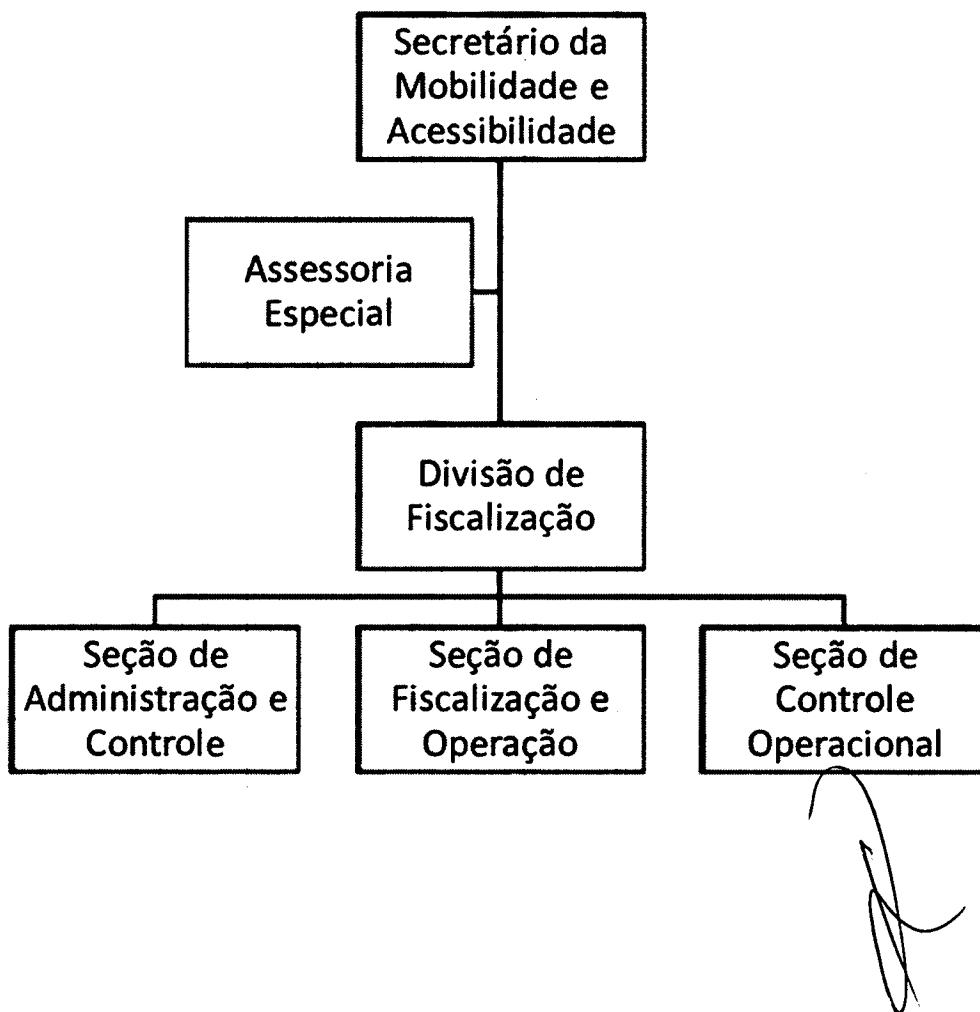 Secretário da
Mobilidade e
Acessibilidade
Assessoria
Especial
Divisão de
Fiscalização
Seção de
Administração e
Controle
Seção de
Fiscalização e
Operação
Seção de
Controle
Operacional